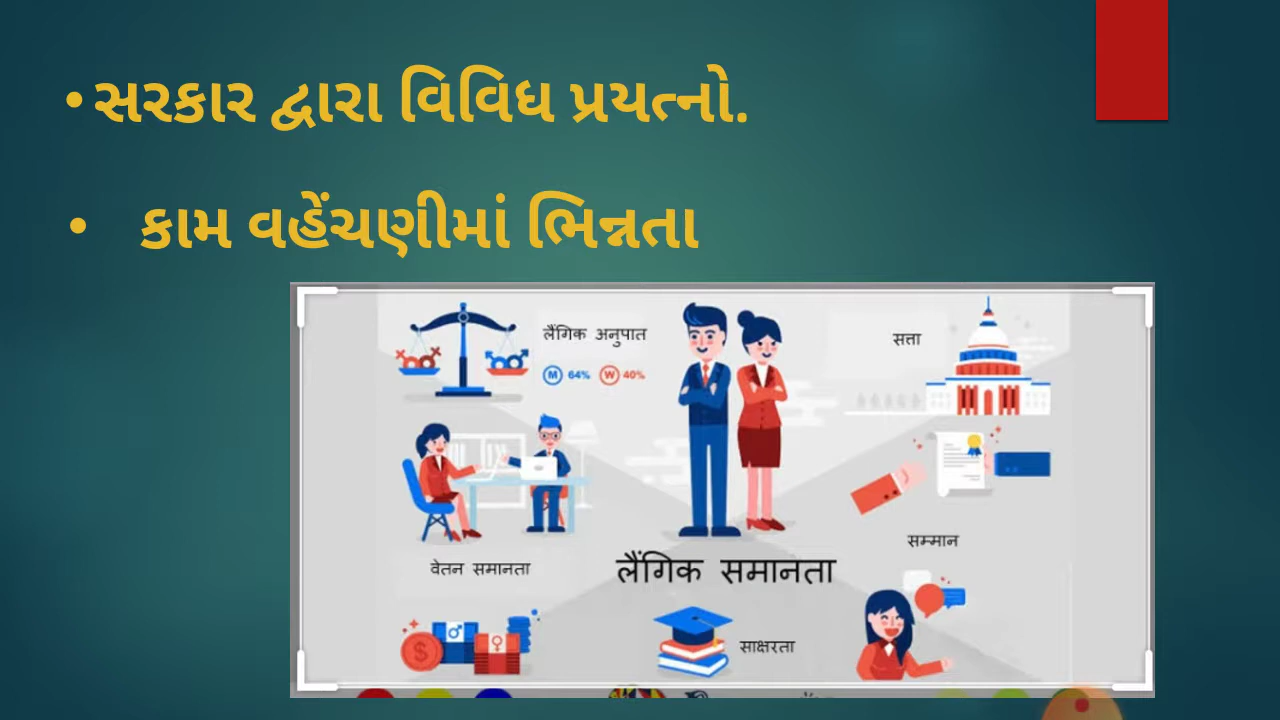 • સરકાર દ્વારા વિવિધ પ્રયત્નો.
• કામ વહેંચણીમાં ભિન્નતા
लैंगिक अनुपात
M 64% W 40%
सत्ता
सम्मान
वेतन समानता
लैंगिक समानता
साक्षरता